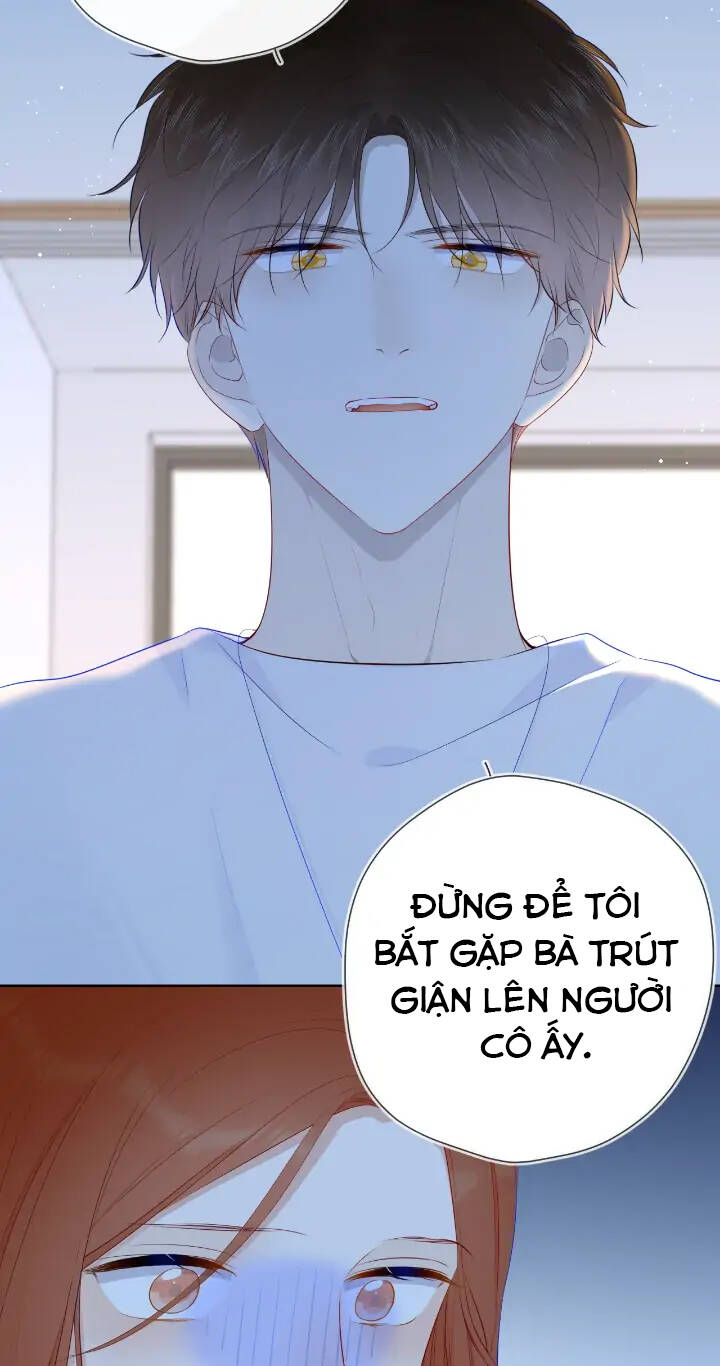 ĐỪNG ĐỂ TÔI
BẮT GẶP BÀ TRÚT
GIẬN LÊN NGƯỜI
CÔ ẤY.